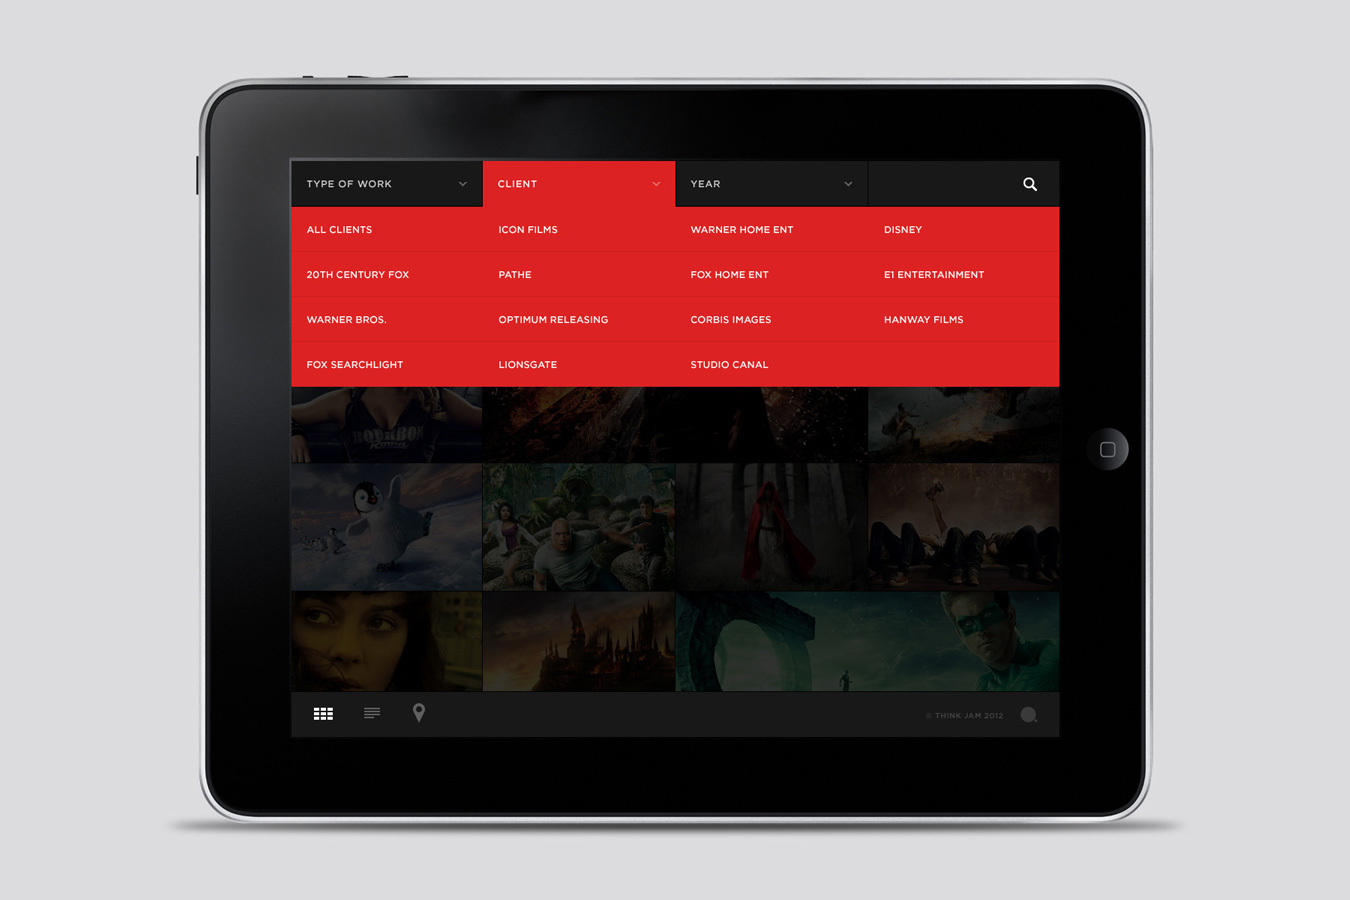 TYPE OF WORK CLIENT YEAR
ALL CLIENTS ICON FILMS WARNER HOME ENT DISNEY
20TH CENTURY FOX PATHE FOX HOME ENT E1 ENTERTAINMENT
WARNER BROS. OPTIMUM RELEASING CORBIS IMAGES HANWAY FILMS
FOX SEARCHLIGHT LIONSGATE STUDIO CANAL
BOURBON
© THINK JAM 2012